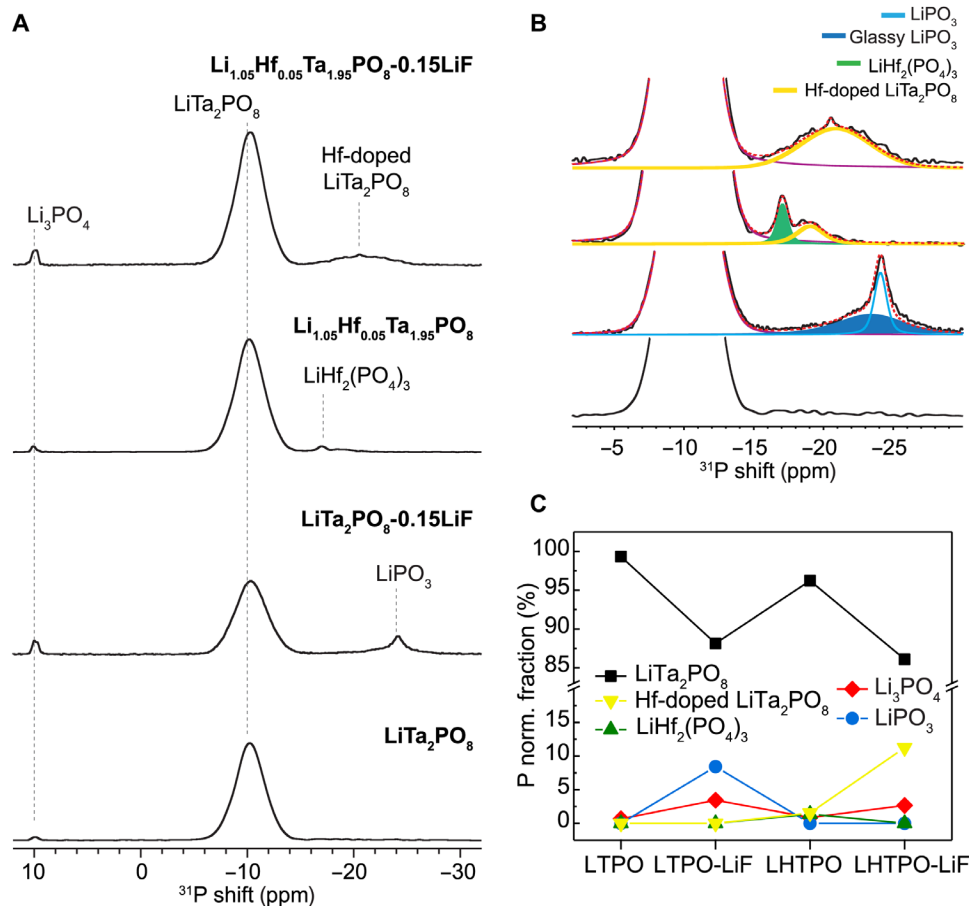 A
Li₁.₀₅Hf₀.₀₅Ta₁.₉₅PO₈-0.15LiF
LiTa₂PO₈
Hf-doped
LiTa₂PO₈
Li₃PO₄
Li₁.₀₅Hf₀.₀₅Ta₁.₉₅PO₈
LiHf₂(PO₄)₃
LiTa₂PO₈-0.15LiF
LiPO₃
LiTa₂PO₈
10 0 −10 −20 −30
³¹P shift (ppm)
B
LiPO₃
Glassy LiPO₃
LiHf₂(PO₄)₃
Hf-doped LiTa₂PO₈
−5 −10 −15 −20 −25
³¹P shift (ppm)
C
P norm. fraction (%)
100
95
90
85
10
5
0
LiTa₂PO₈
Hf-doped LiTa₂PO₈
LiHf₂(PO₄)₃
Li₃PO₄
LiPO₃
LTPO LTPO-LiF LHTPO LHTPO-LiF